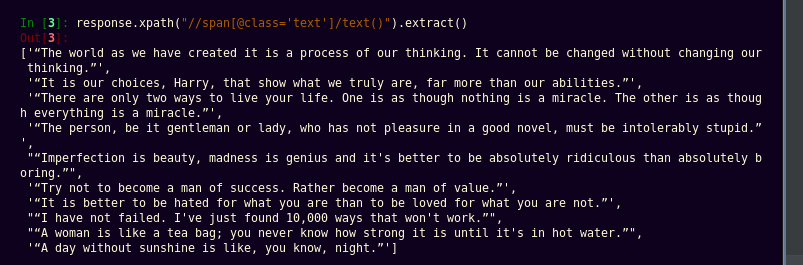 In [3]: response.xpath("//span[@class='text']/text()").extract()
Out[3]:
['“The world as we have created it is a process of our thinking. It cannot be changed without changing our
thinking.”',
'“It is our choices, Harry, that show what we truly are, far more than our abilities.”',
'“There are only two ways to live your life. One is as though nothing is a miracle. The other is as thoug
h everything is a miracle.”',
'“The person, be it gentleman or lady, who has not pleasure in a good novel, must be intolerably stupid.”
',
"“Imperfection is beauty, madness is genius and it's better to be absolutely ridiculous than absolutely b
oring.”",
'“Try not to become a man of success. Rather become a man of value.”',
'“It is better to be hated for what you are than to be loved for what you are not.”',
"“I have not failed. I've just found 10,000 ways that won't work.”",
"“A woman is like a tea bag; you never know how strong it is until it's in hot water.”",
'“A day without sunshine is like, you know, night.”']